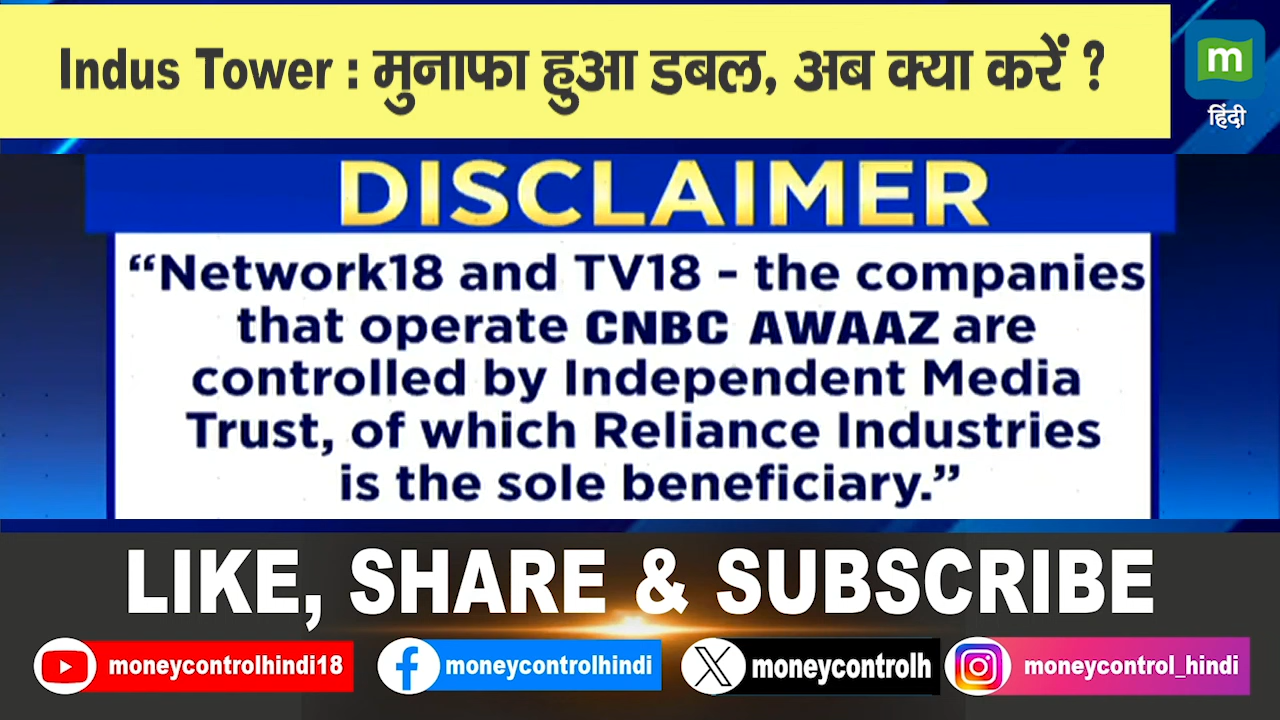 Indus Tower : मुनाफा हुआ डबल, अब क्या करें ?
m
हिंदी
DISCLAIMER
“Network18 and TV18 – the companies
that operate CNBC AWAAZ are
controlled by Independent Media
Trust, of which Reliance Industries
is the sole beneficiary.”
LIKE, SHARE & SUBSCRIBE
moneycontrolhindi18
moneycontrolhindi
moneycontrolh
moneycontrol_hindi